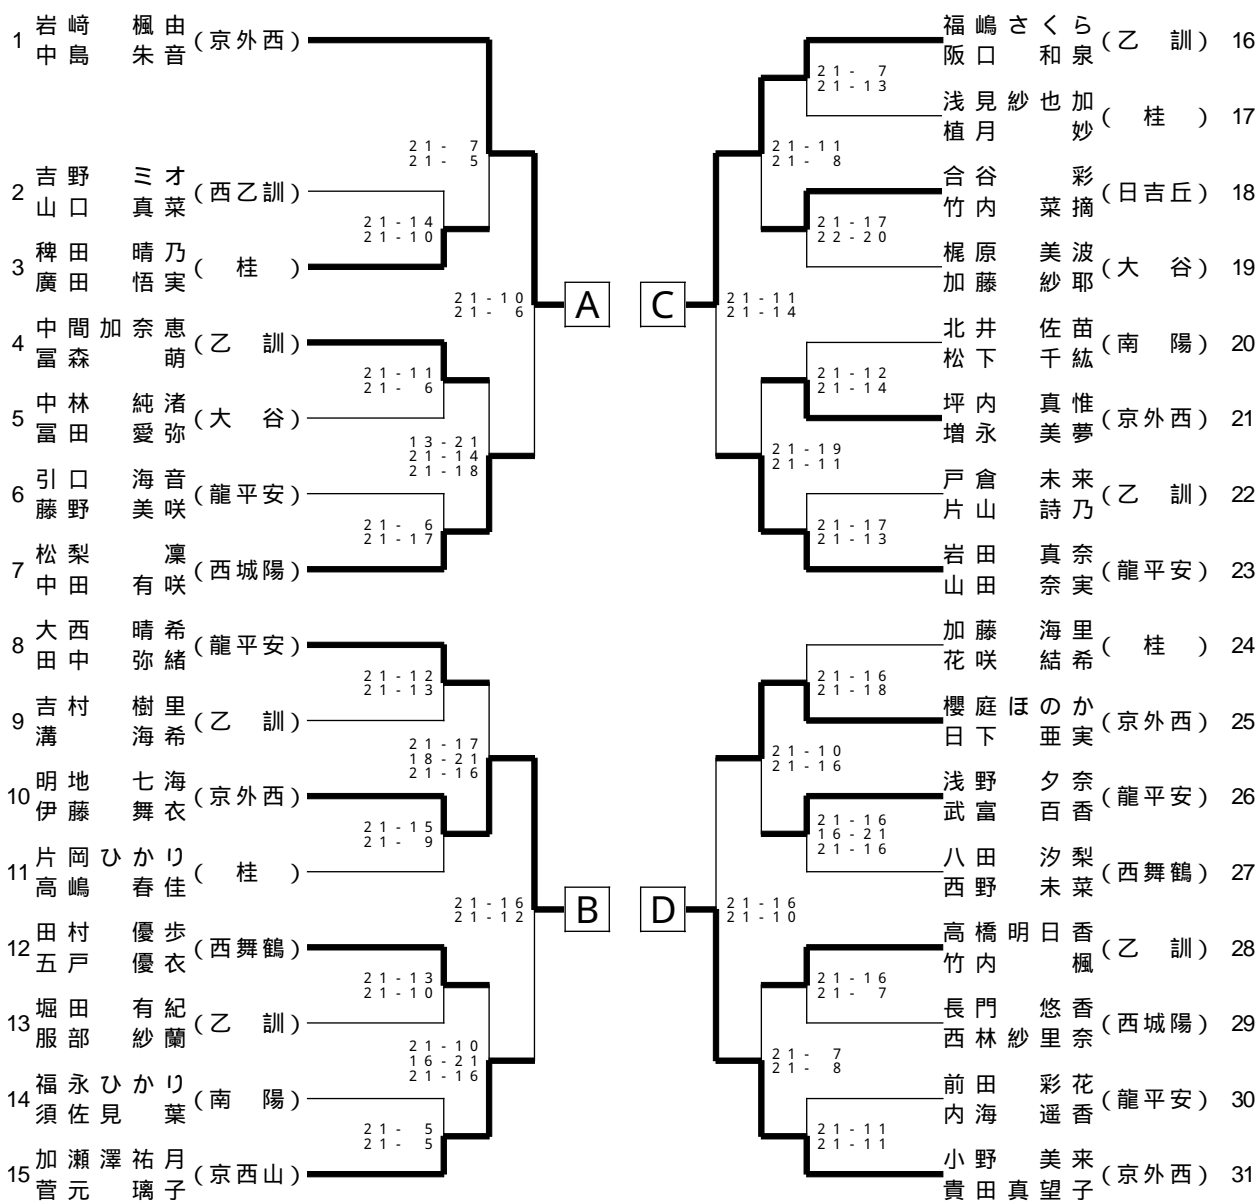 1 岩﨑 楓由 (京外西)
中島 朱音
21- 7
21- 5
2 吉野 ミオ (西乙訓)
山口 真菜
21-14
21-10
3 稗田 晴乃 (桂)
廣田 悟実
21-10
21- 6
A
4 中間加奈恵 (乙訓)
冨森 萌
21-11
21- 6
5 中林 純渚 (大谷)
冨田 愛弥
13-21
21-14
21-18
6 引口 海音 (龍平安)
藤野 美咲
21- 6
21-17
7 松梨 凜 (西城陽)
中田 有咲
8 大西 晴希 (龍平安)
田中 弥緒
21-12
21-13
9 吉村 樹里 (乙訓)
溝 海希
21-17
18-21
21-16
10 明地 七海 (京外西)
伊藤 舞衣
21-15
21- 9
11 片岡ひかり (桂)
高嶋 春佳
21-16
21-12
B
12 田村 優歩 (西舞鶴)
五戸 優衣
21-13
21-10
13 堀田 有紀 (乙訓)
服部 紗蘭
21-10
16-21
21-16
14 福永ひかり (南陽)
須佐見 葉
21- 5
21- 5
15 加瀬澤祐月 (京西山)
菅元 璃子
福嶋さくら (乙訓) 16
阪口 和泉
21- 7
21-13
浅見紗也加 (桂) 17
植月 妙
21-11
21- 8
合谷 彩 (日吉丘) 18
竹内 菜摘
21-17
22-20
梶原 美波 (大谷) 19
加藤 紗耶
C
21-11
21-14
北井 佐苗 (南陽) 20
松下 千紘
21-12
21-14
坪内 真惟 (京外西) 21
増永 美夢
21-19
21-11
戸倉 未来 (乙訓) 22
片山 詩乃
21-17
21-13
岩田 真奈 (龍平安) 23
山田 奈実
加藤 海里 (桂) 24
花咲 結希
21-16
21-18
櫻庭ほのか (京外西) 25
日下 亜実
21-10
21-16
浅野 夕奈 (龍平安) 26
武富 百香
21-16
16-21
21-16
八田 汐梨 (西舞鶴) 27
西野 未菜
D
21-16
21-10
高橋明日香 (乙訓) 28
竹内 楓
21-16
21- 7
長門 悠香 (西城陽) 29
西林紗里奈
21- 7
21- 8
前田 彩花 (龍平安) 30
内海 遥香
21-11
21-11
小野 美来 (京外西) 31
貴田真望子